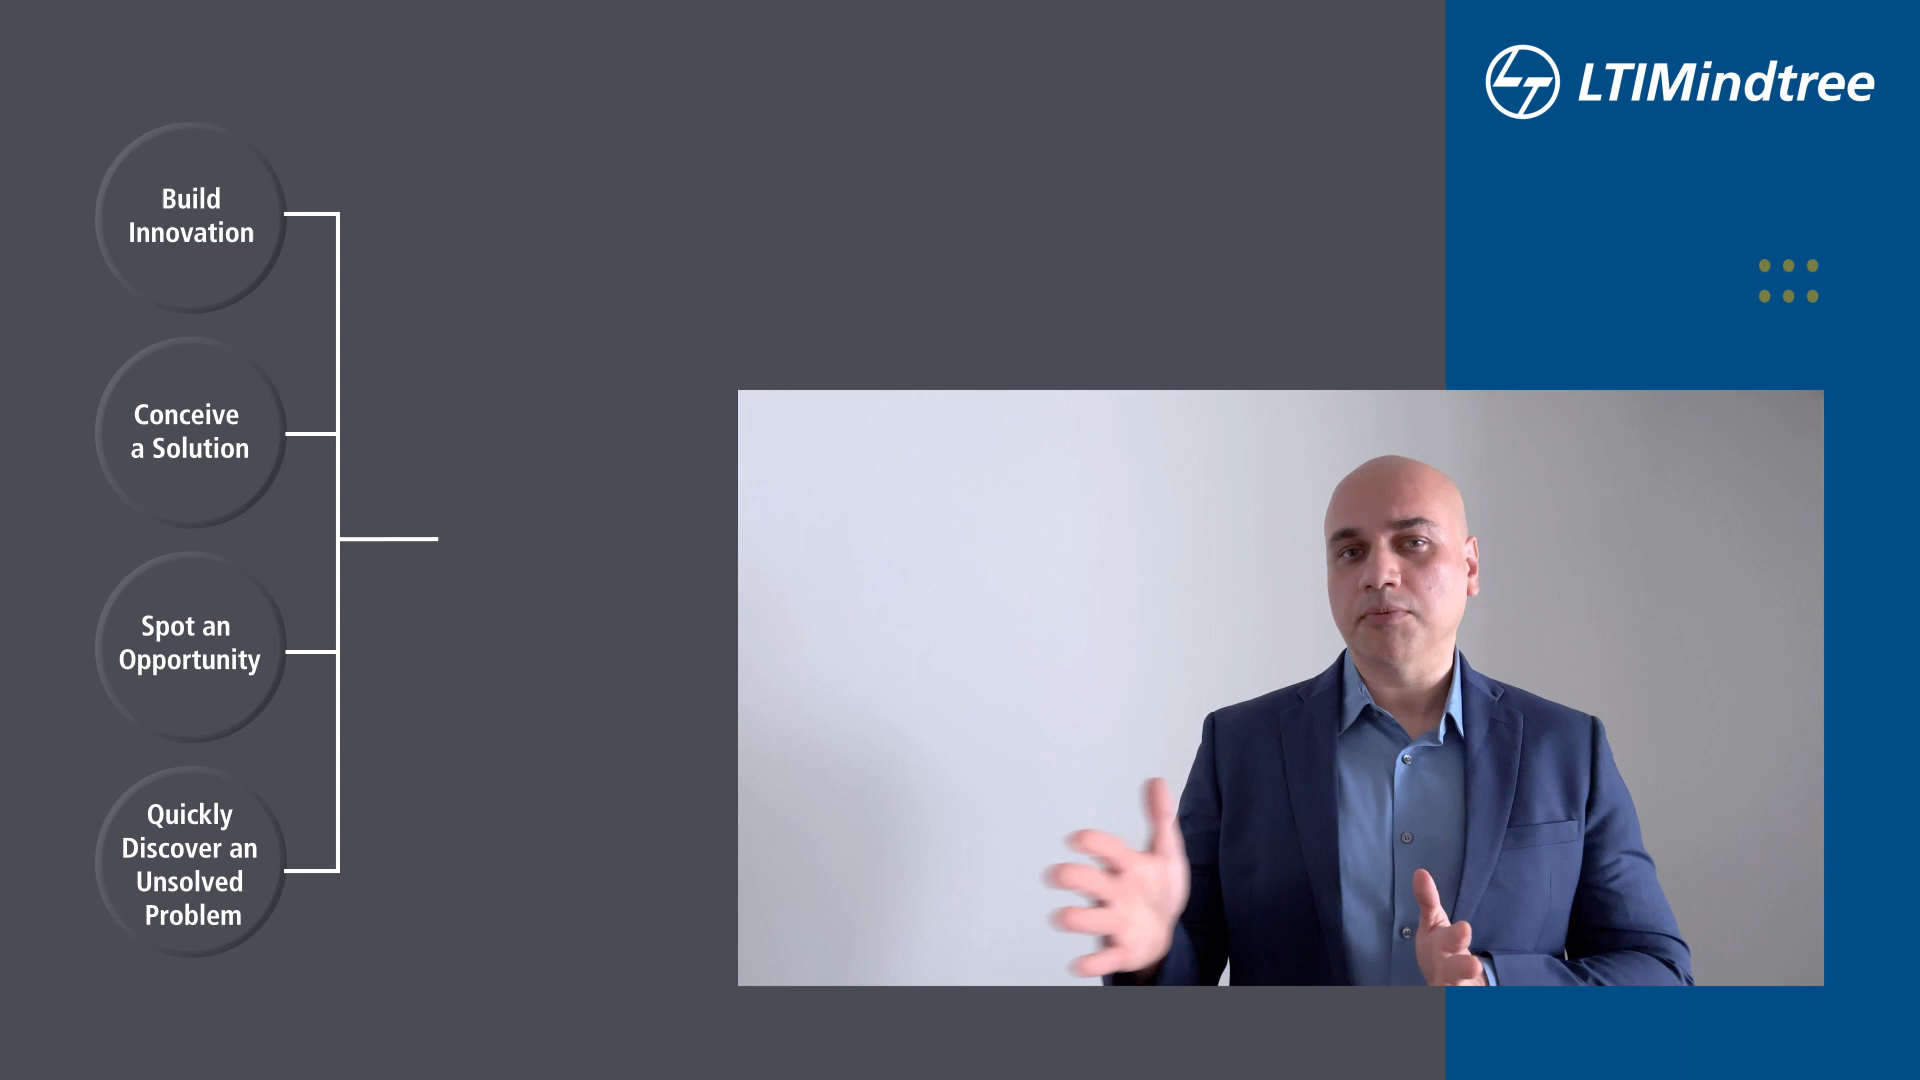 LTIMindtree
Build
Innovation
Conceive
a Solution
Spot an
Opportunity
Quickly
Discover an
Unsolved
Problem